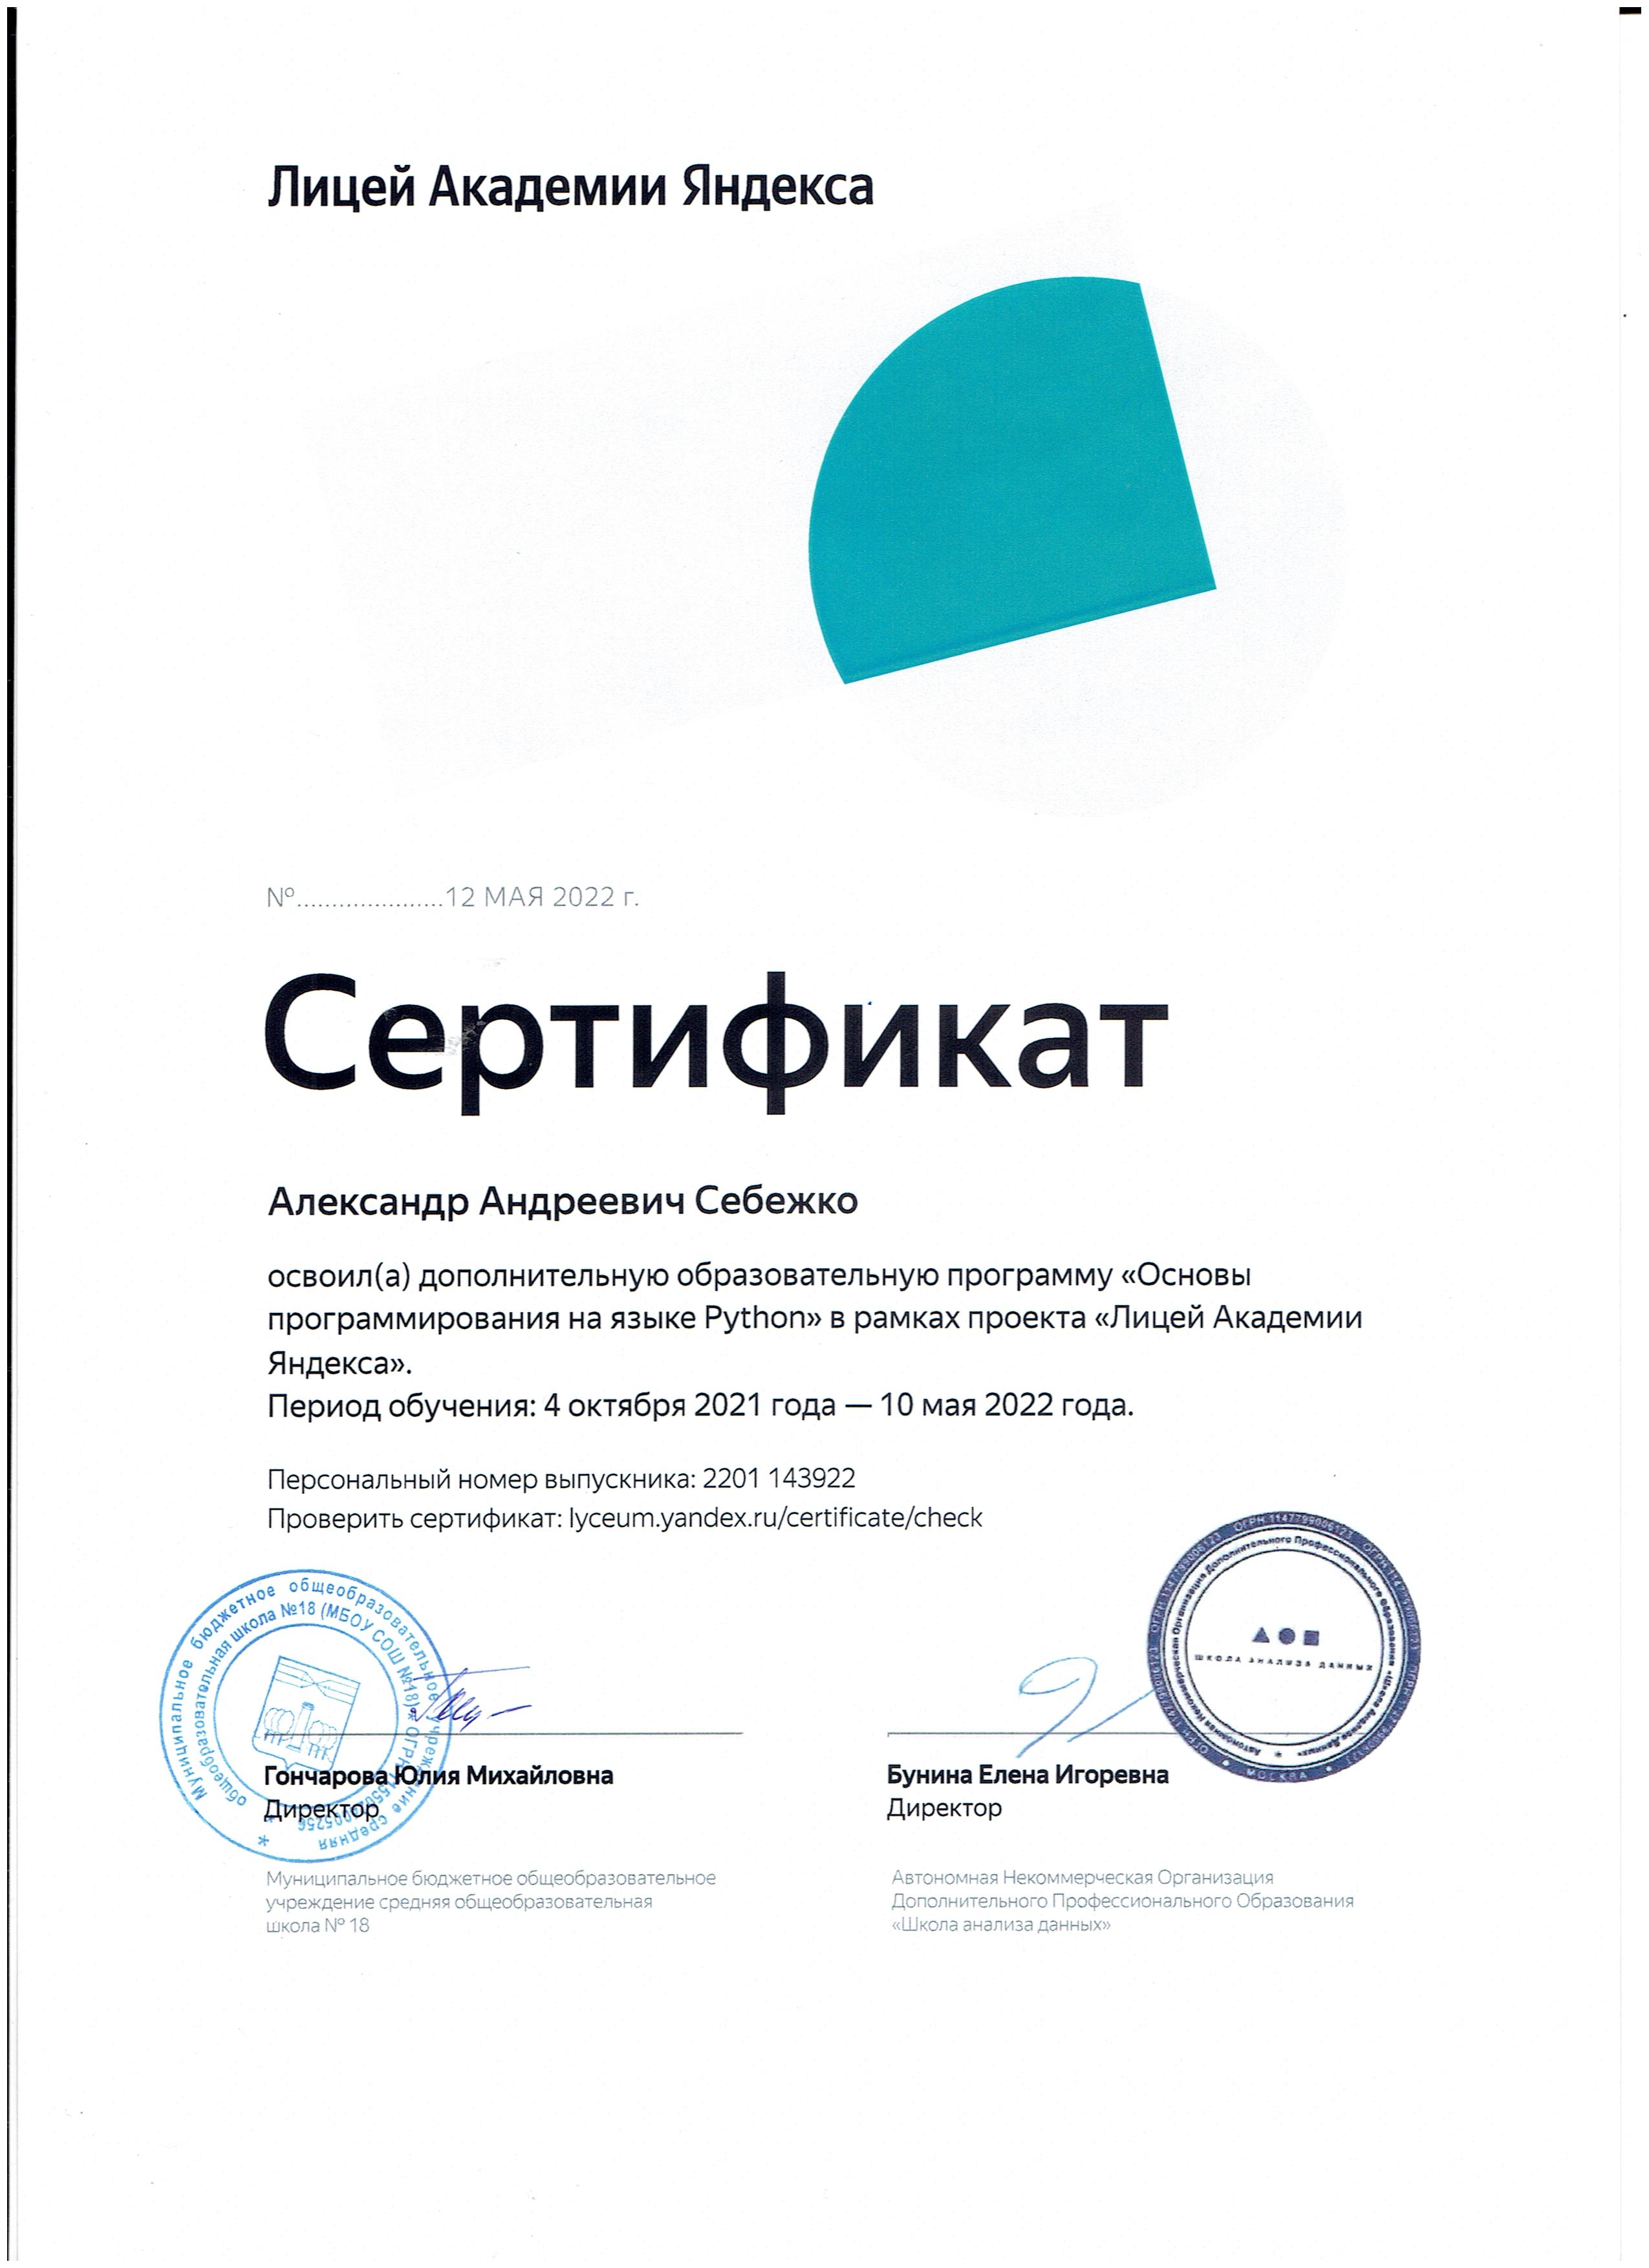 Лицей Академии Яндекса
№.....................12 МАЯ 2022 г.
Сертификат
Александр Андреевич Себежко
освоил(а) дополнительную образовательную программу «Основы
программирования на языке Python» в рамках проекта «Лицей Академии
Яндекса».
Период обучения: 4 октября 2021 года — 10 мая 2022 года.
Персональный номер выпускника: 2201 143922
Проверить сертификат: lyceum.yandex.ru/certificate/check
Муниципальное бюджетное общеобразовательное учреждение средняя
общеобразовательная школа №18 (МБОУ СОШ №18) * ОГРН
ОГРН 1147799006123 ОГРН 1147799006123
МОСКВА
Автономная Некоммерческая Организация Дополнительного Профессионального Образования «Школа Анализа Данных»
ШКОЛА АНАЛИЗА ДАННЫХ
Гончарова Юлия Михайловна
Директор
Бунина Елена Игоревна
Директор
Муниципальное бюджетное общеобразовательное
учреждение средняя общеобразовательная
школа № 18
Автономная Некоммерческая Организация
Дополнительного Профессионального Образования
«Школа анализа данных»